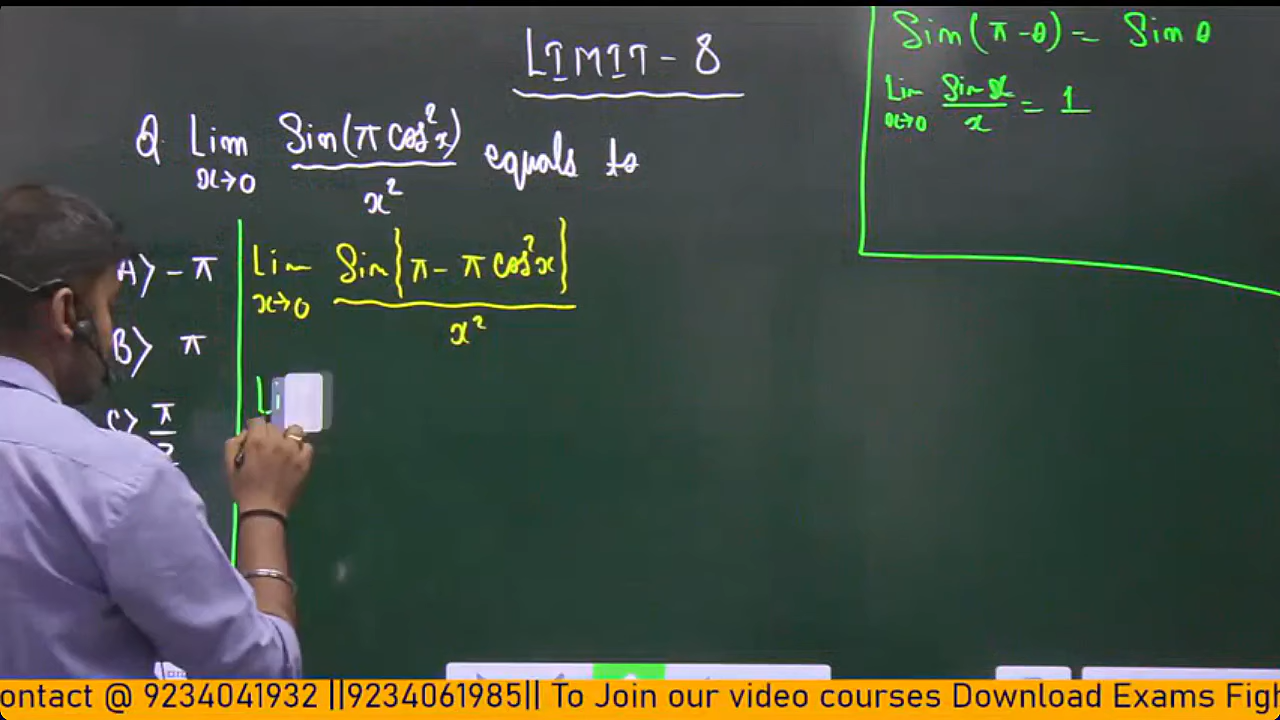 LIMIT - 8
Sin(π - θ) = Sin θ
Lim x→0 Sin x / x = 1
Q Lim x→0 Sin(π cos²x) / x² equals to
A) - π
B) π
C) π
Lim x→0 Sin{π - π cos²x} / x²
ontact @ 9234041932 ||9234061985|| To Join our video courses Download Exams Figh